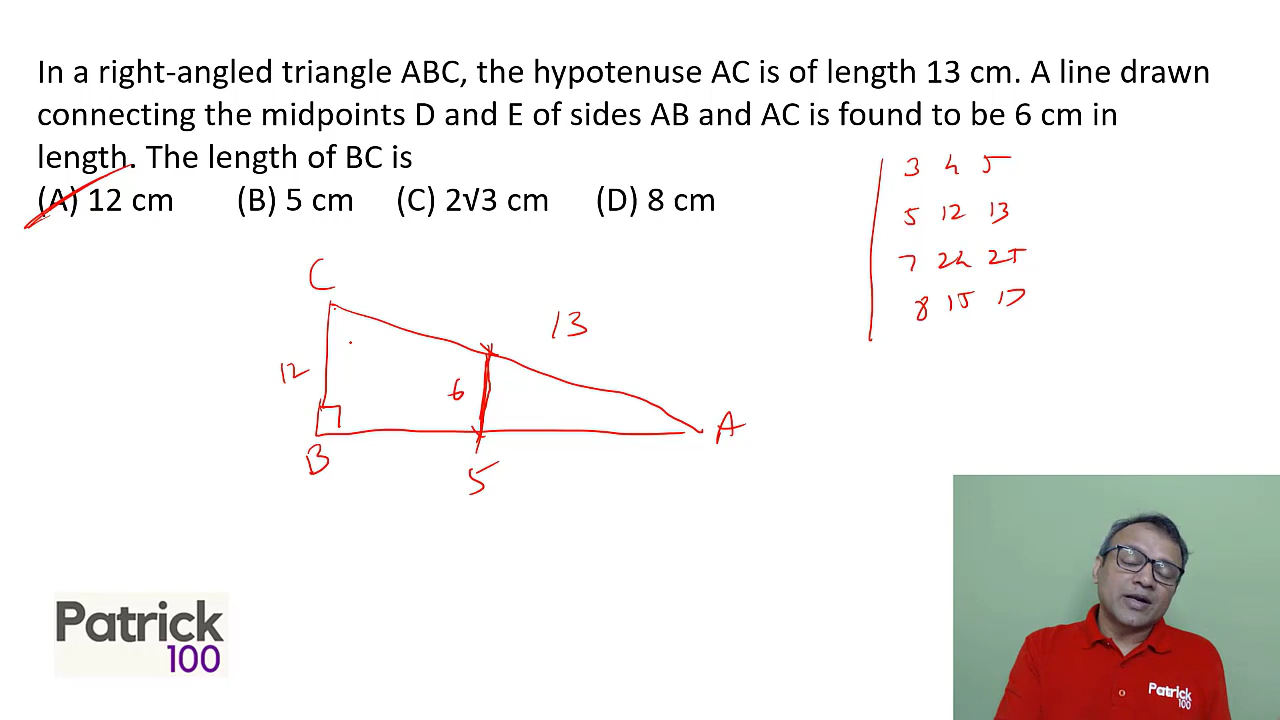 In a right-angled triangle ABC, the hypotenuse AC is of length 13 cm. A line drawn
connecting the midpoints D and E of sides AB and AC is found to be 6 cm in
length. The length of BC is
(A) 12 cm (B) 5 cm (C) 2√3 cm (D) 8 cm
3 4 5
5 12 13
7 24 25
8 15 17
C
13
12
6
A
B
5
Patrick
100
Patrick
100